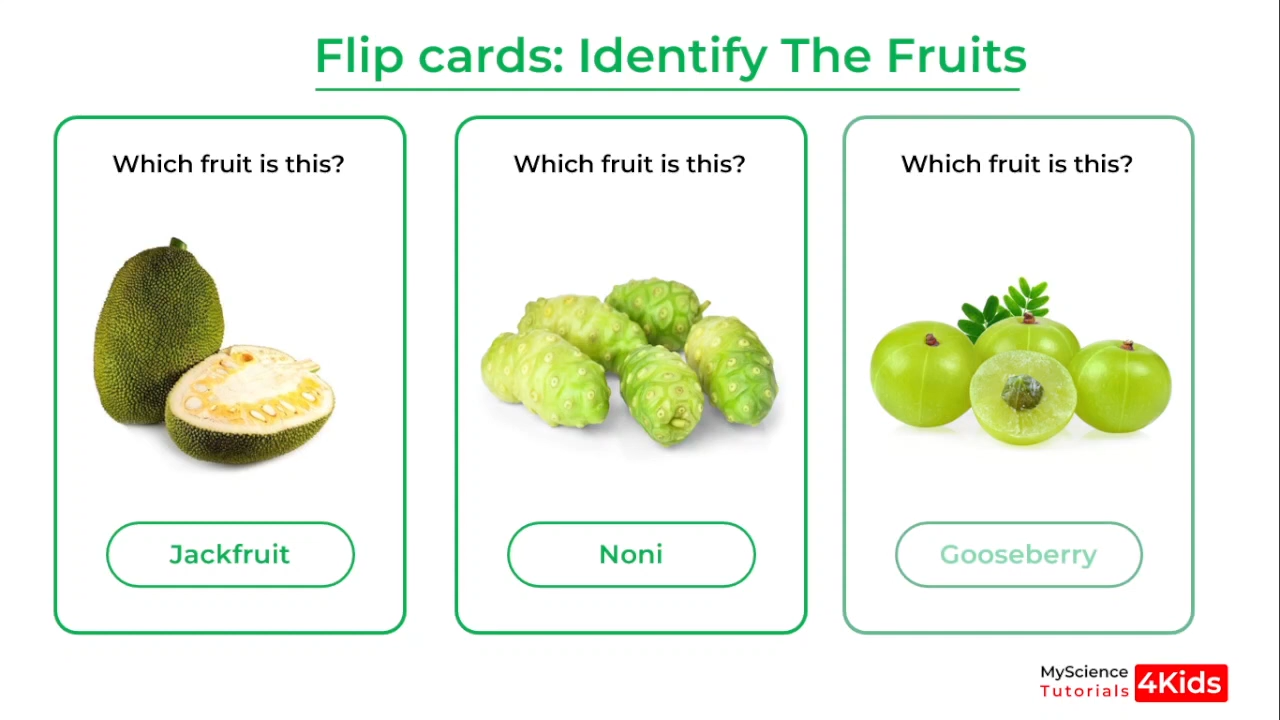 Flip cards: Identify The Fruits
Which fruit is this?
Which fruit is this?
Which fruit is this?
Jackfruit
Noni
Gooseberry
MyScience
Tutorials
4Kids